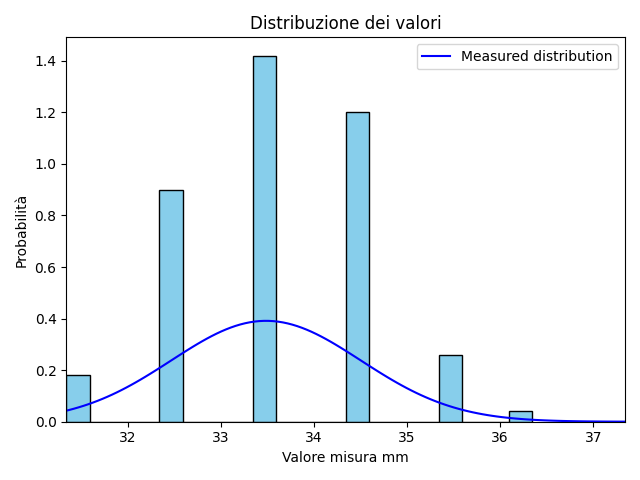 Distribuzione dei valori
Measured distribution
1.4
1.2
1.0
0.8
0.6
0.4
0.2
0.0
Probabilità
32 33 34 35 36 37
Valore misura mm